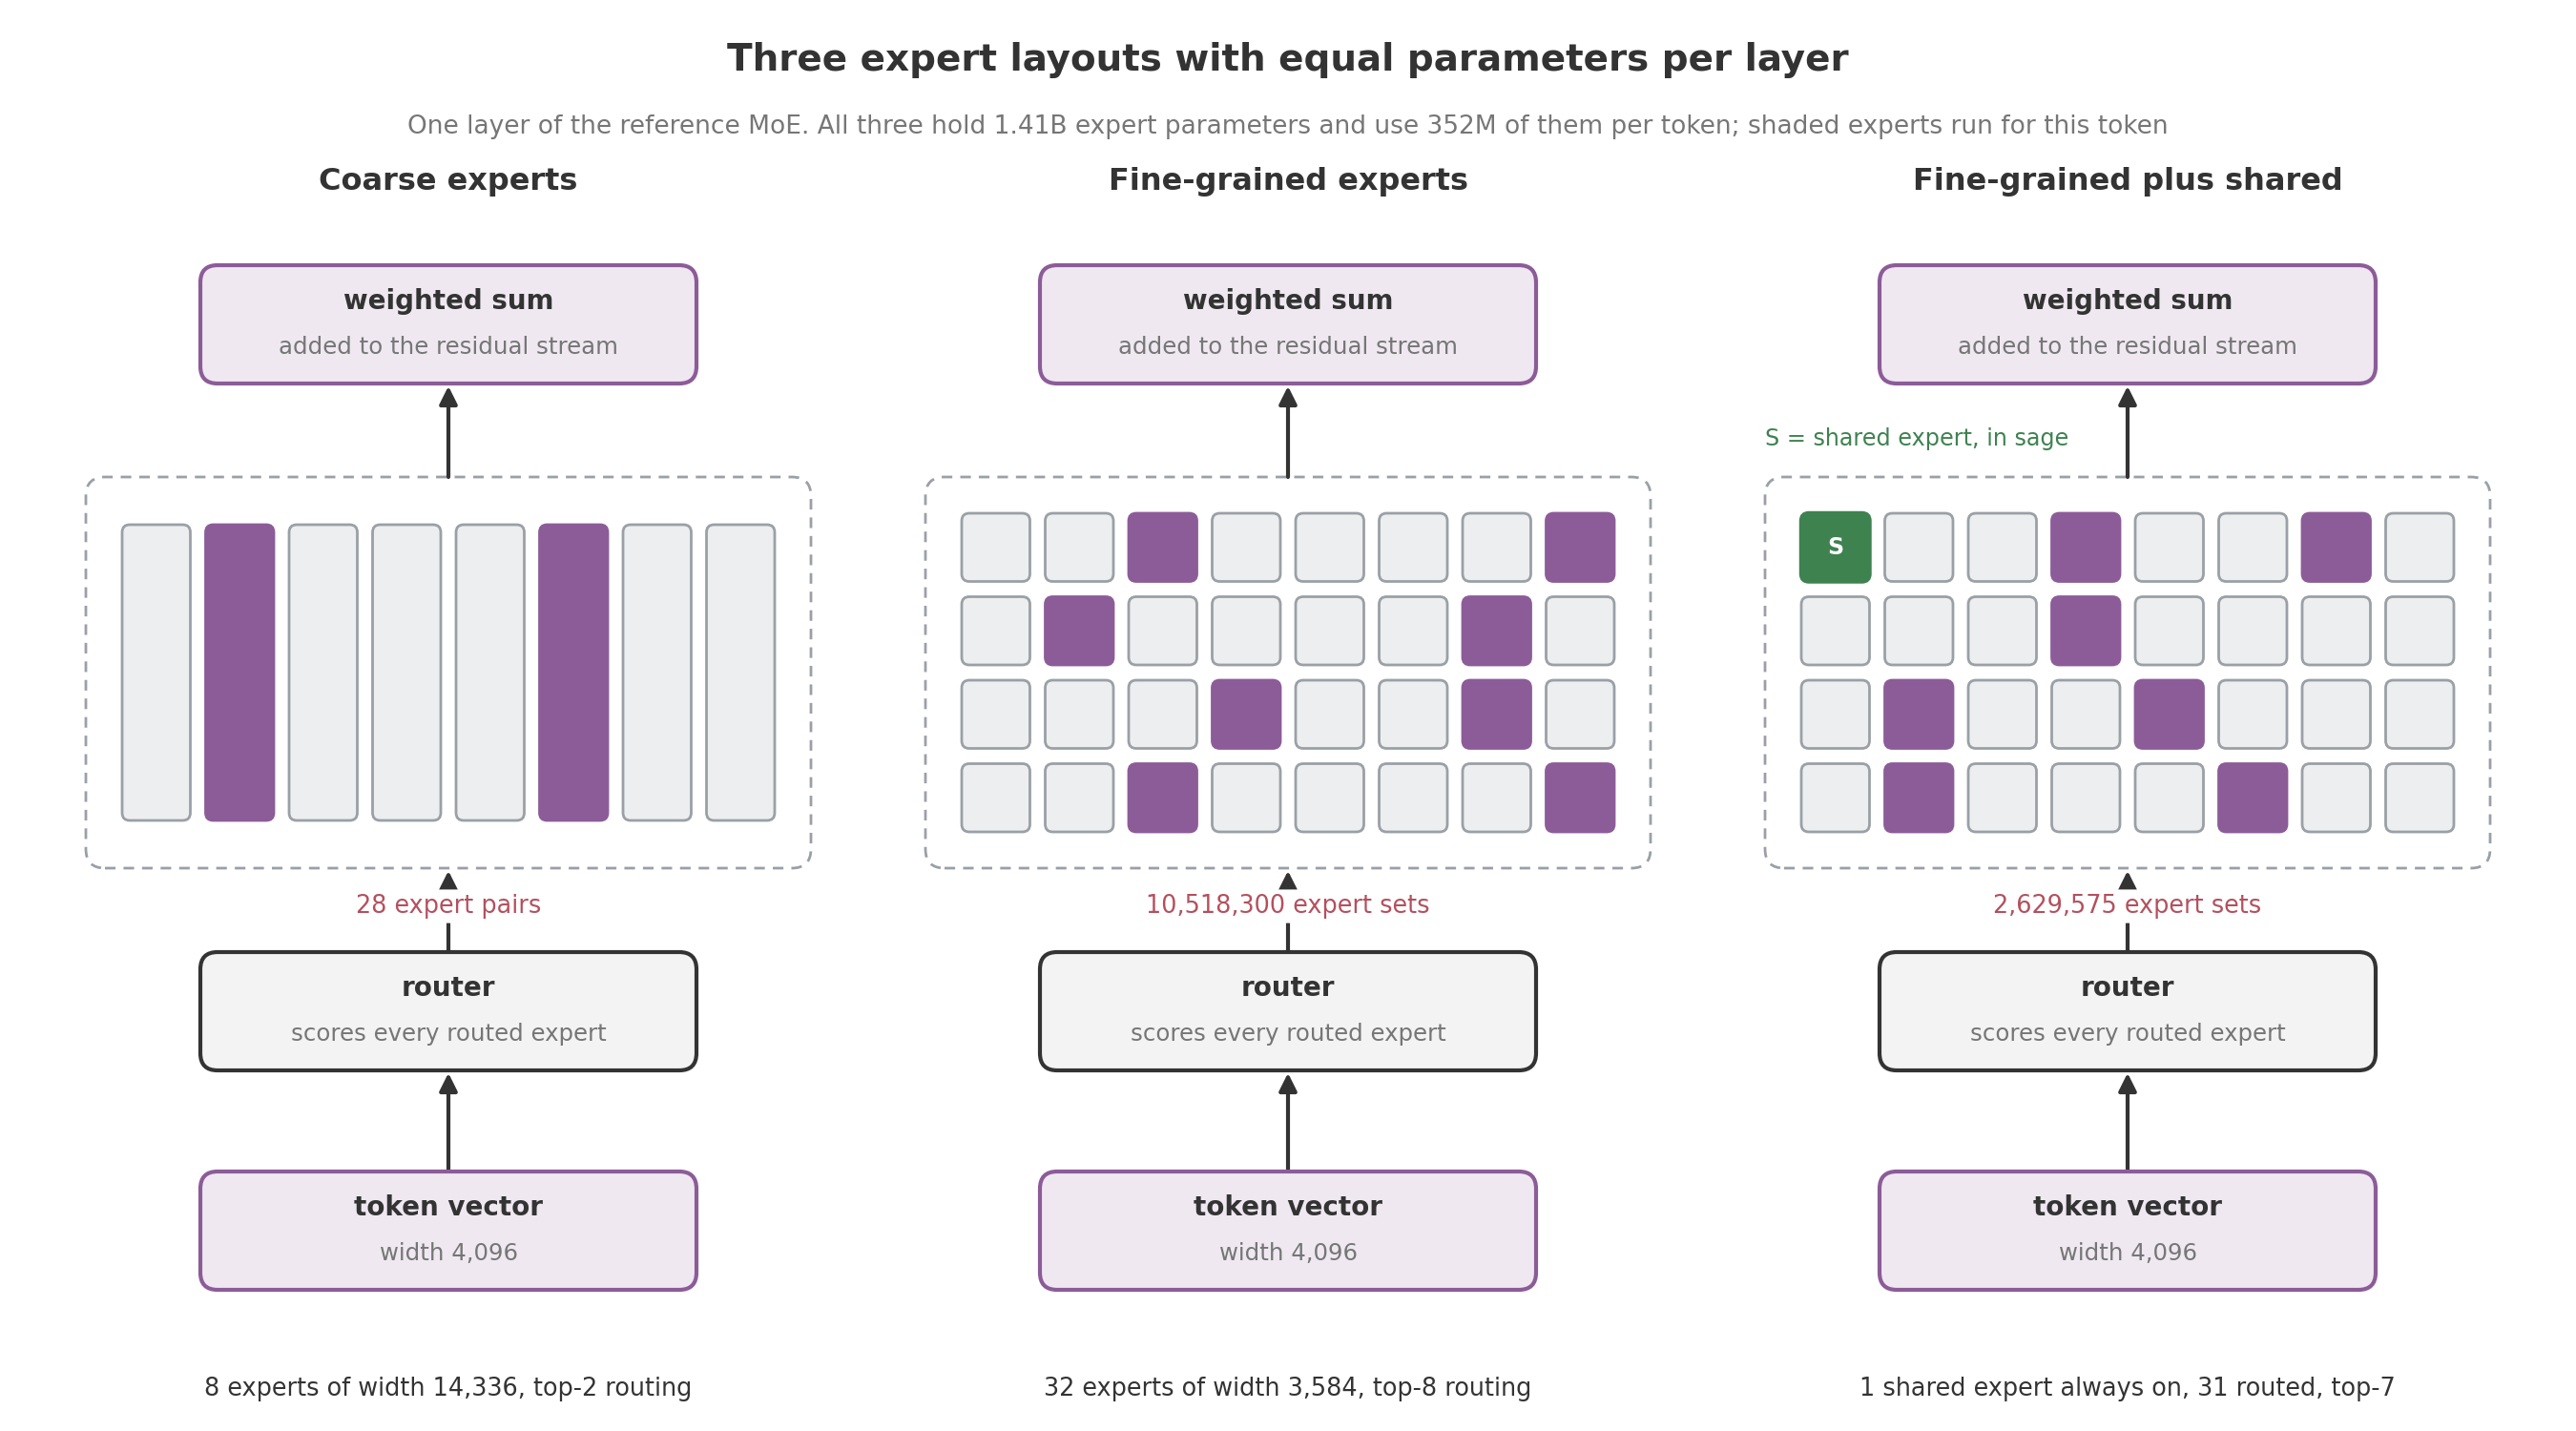 Three expert layouts with equal parameters per layer
One layer of the reference MoE. All three hold 1.41B expert parameters and use 352M of them per token; shaded experts run for this token
Coarse experts
weighted sum
added to the residual stream
28 expert pairs
router
scores every routed expert
token vector
width 4,096
8 experts of width 14,336, top-2 routing
Fine-grained experts
weighted sum
added to the residual stream
10,518,300 expert sets
router
scores every routed expert
token vector
width 4,096
32 experts of width 3,584, top-8 routing
Fine-grained plus shared
weighted sum
added to the residual stream
S = shared expert, in sage
S
2,629,575 expert sets
router
scores every routed expert
token vector
width 4,096
1 shared expert always on, 31 routed, top-7